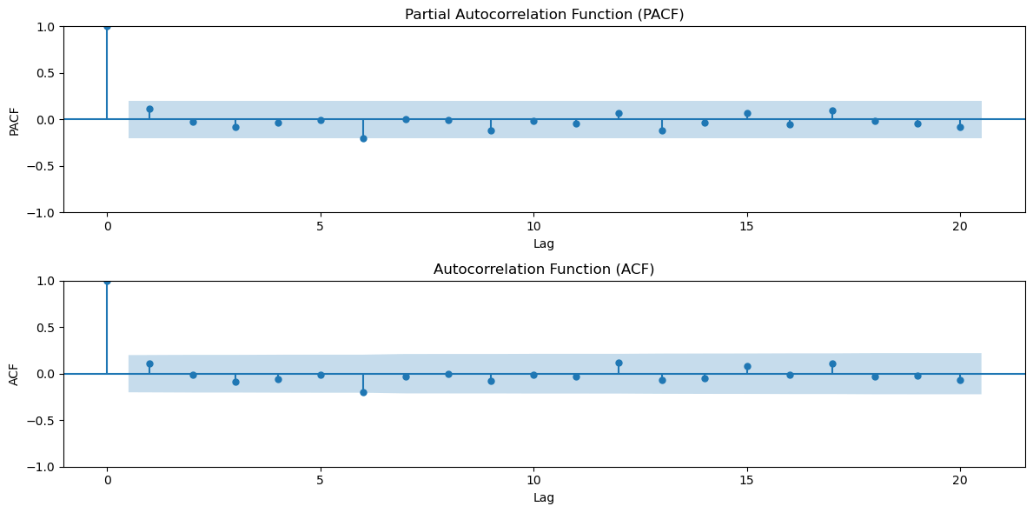 Partial Autocorrelation Function (PACF)
1.0
0.5
0.0
−0.5
−1.0
PACF
0 5 10 15 20
Lag
Autocorrelation Function (ACF)
1.0
0.5
0.0
−0.5
−1.0
ACF
0 5 10 15 20
Lag